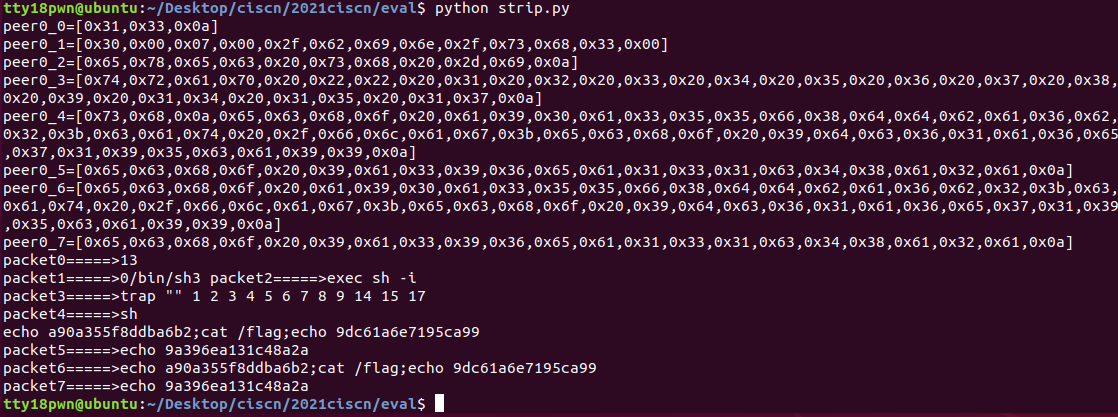 tty18pwn@ubuntu:~/Desktop/ciscn/2021ciscn/eval$ python strip.py
peer0_0=[0x31,0x33,0x0a]
peer0_1=[0x30,0x00,0x07,0x00,0x2f,0x62,0x69,0x6e,0x2f,0x73,0x68,0x33,0x00]
peer0_2=[0x65,0x78,0x65,0x63,0x20,0x73,0x68,0x20,0x2d,0x69,0x0a]
peer0_3=[0x74,0x72,0x61,0x70,0x20,0x22,0x22,0x20,0x31,0x20,0x32,0x20,0x33,0x20,0x34,0x20,0x35,0x20,0x36,0x20,0x37,0x20,0x38,
0x20,0x39,0x20,0x31,0x34,0x20,0x31,0x35,0x20,0x31,0x37,0x0a]
peer0_4=[0x73,0x68,0x0a,0x65,0x63,0x68,0x6f,0x20,0x61,0x39,0x30,0x61,0x33,0x35,0x35,0x66,0x38,0x64,0x64,0x62,0x61,0x36,0x62,
0x32,0x3b,0x63,0x61,0x74,0x20,0x2f,0x66,0x6c,0x61,0x67,0x3b,0x65,0x63,0x68,0x6f,0x20,0x39,0x64,0x63,0x36,0x31,0x61,0x36,0x65
,0x37,0x31,0x39,0x35,0x63,0x61,0x39,0x39,0x0a]
peer0_5=[0x65,0x63,0x68,0x6f,0x20,0x39,0x61,0x33,0x39,0x36,0x65,0x61,0x31,0x33,0x31,0x63,0x34,0x38,0x61,0x32,0x61,0x0a]
peer0_6=[0x65,0x63,0x68,0x6f,0x20,0x61,0x39,0x30,0x61,0x33,0x35,0x35,0x66,0x38,0x64,0x64,0x62,0x61,0x36,0x62,0x32,0x3b,0x63,
0x61,0x74,0x20,0x2f,0x66,0x6c,0x61,0x67,0x3b,0x65,0x63,0x68,0x6f,0x20,0x39,0x64,0x63,0x36,0x31,0x61,0x36,0x65,0x37,0x31,0x39
,0x35,0x63,0x61,0x39,0x39,0x0a]
peer0_7=[0x65,0x63,0x68,0x6f,0x20,0x39,0x61,0x33,0x39,0x36,0x65,0x61,0x31,0x33,0x31,0x63,0x34,0x38,0x61,0x32,0x61,0x0a]
packet0=====>13
packet1=====>0/bin/sh3 packet2=====>exec sh -i
packet3=====>trap "" 1 2 3 4 5 6 7 8 9 14 15 17
packet4=====>sh
echo a90a355f8ddba6b2;cat /flag;echo 9dc61a6e7195ca99
packet5=====>echo 9a396ea131c48a2a
packet6=====>echo a90a355f8ddba6b2;cat /flag;echo 9dc61a6e7195ca99
packet7=====>echo 9a396ea131c48a2a
tty18pwn@ubuntu:~/Desktop/ciscn/2021ciscn/eval$